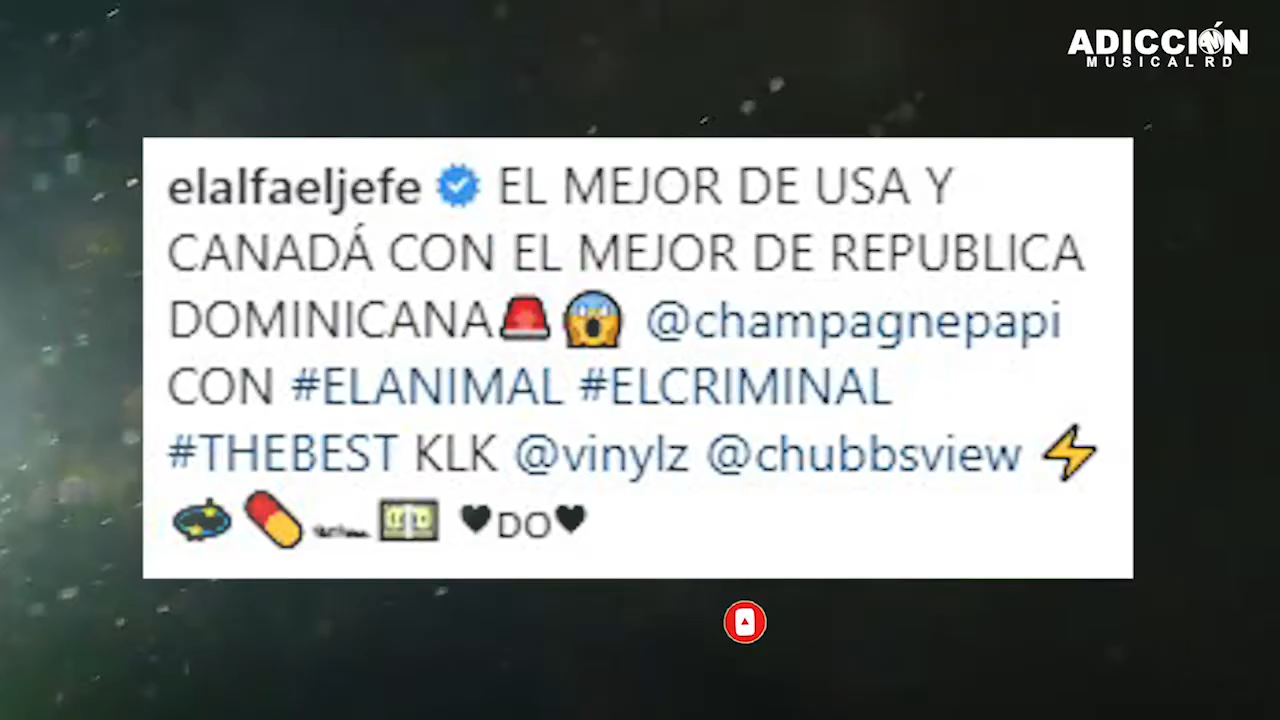 ADICCIÓN
MUSICAL RD
elalfaeljefe EL MEJOR DE USA Y
CANADÁ CON EL MEJOR DE REPUBLICA
DOMINICANA🚨😱 @champagnepapi
CON #ELANIMAL #ELCRIMINAL
#THEBEST KLK @vinylz @chubbsview ⚡
💫💊💵 🖤DO🖤